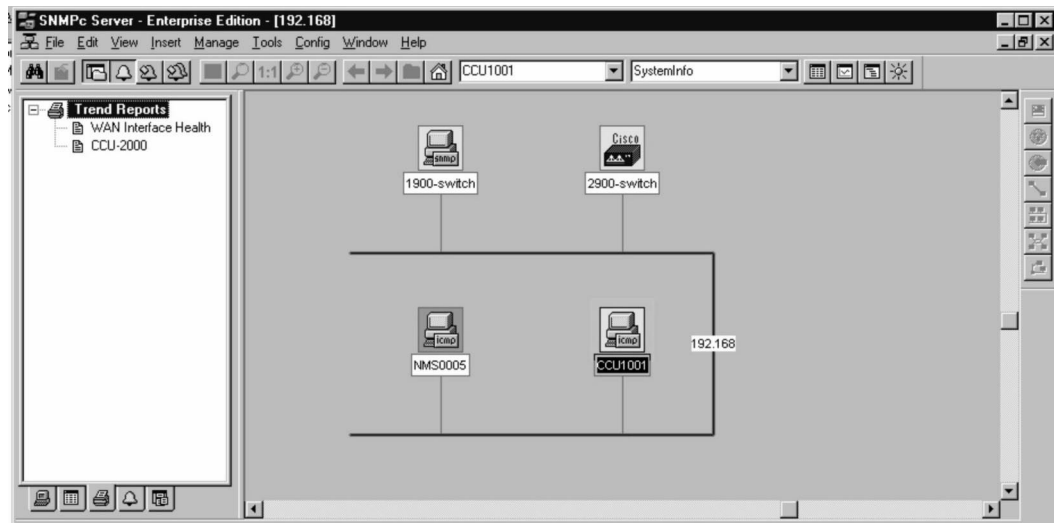 SNMPc Server - Enterprise Edition - [192.168]
File Edit View Insert Manage Tools Config Window Help
1:1 CCU1001 SystemInfo
Trend Reports
WAN Interface Health
CCU-2000
snmp
Cisco
1900-switch
2900-switch
icmp
icmp
192.168
NMS0005
CCU1001